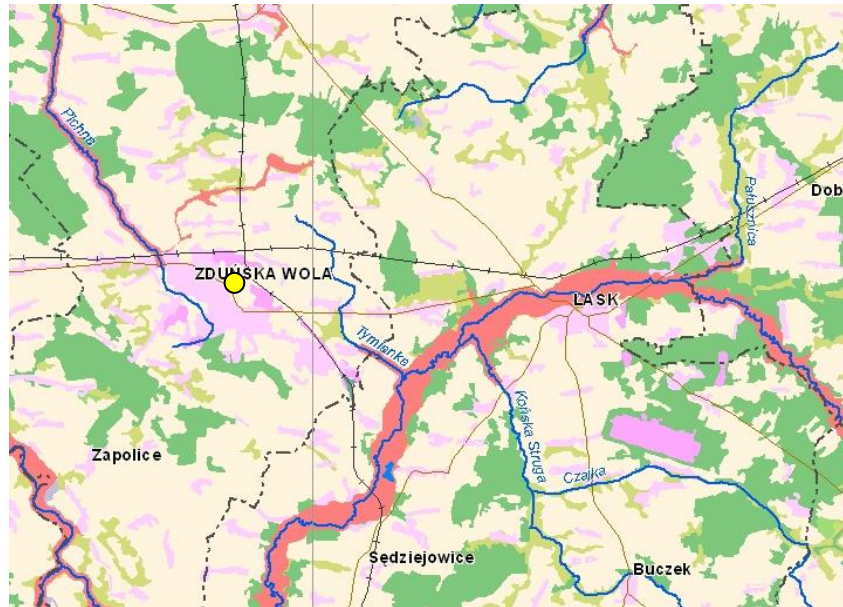 Pichna
Pałusznica
Dob
ZDUŃSKA WOLA
ŁASK
Tymianka
Końska Struga
Zapolice
Czajka
Sędziejowice
Buczek